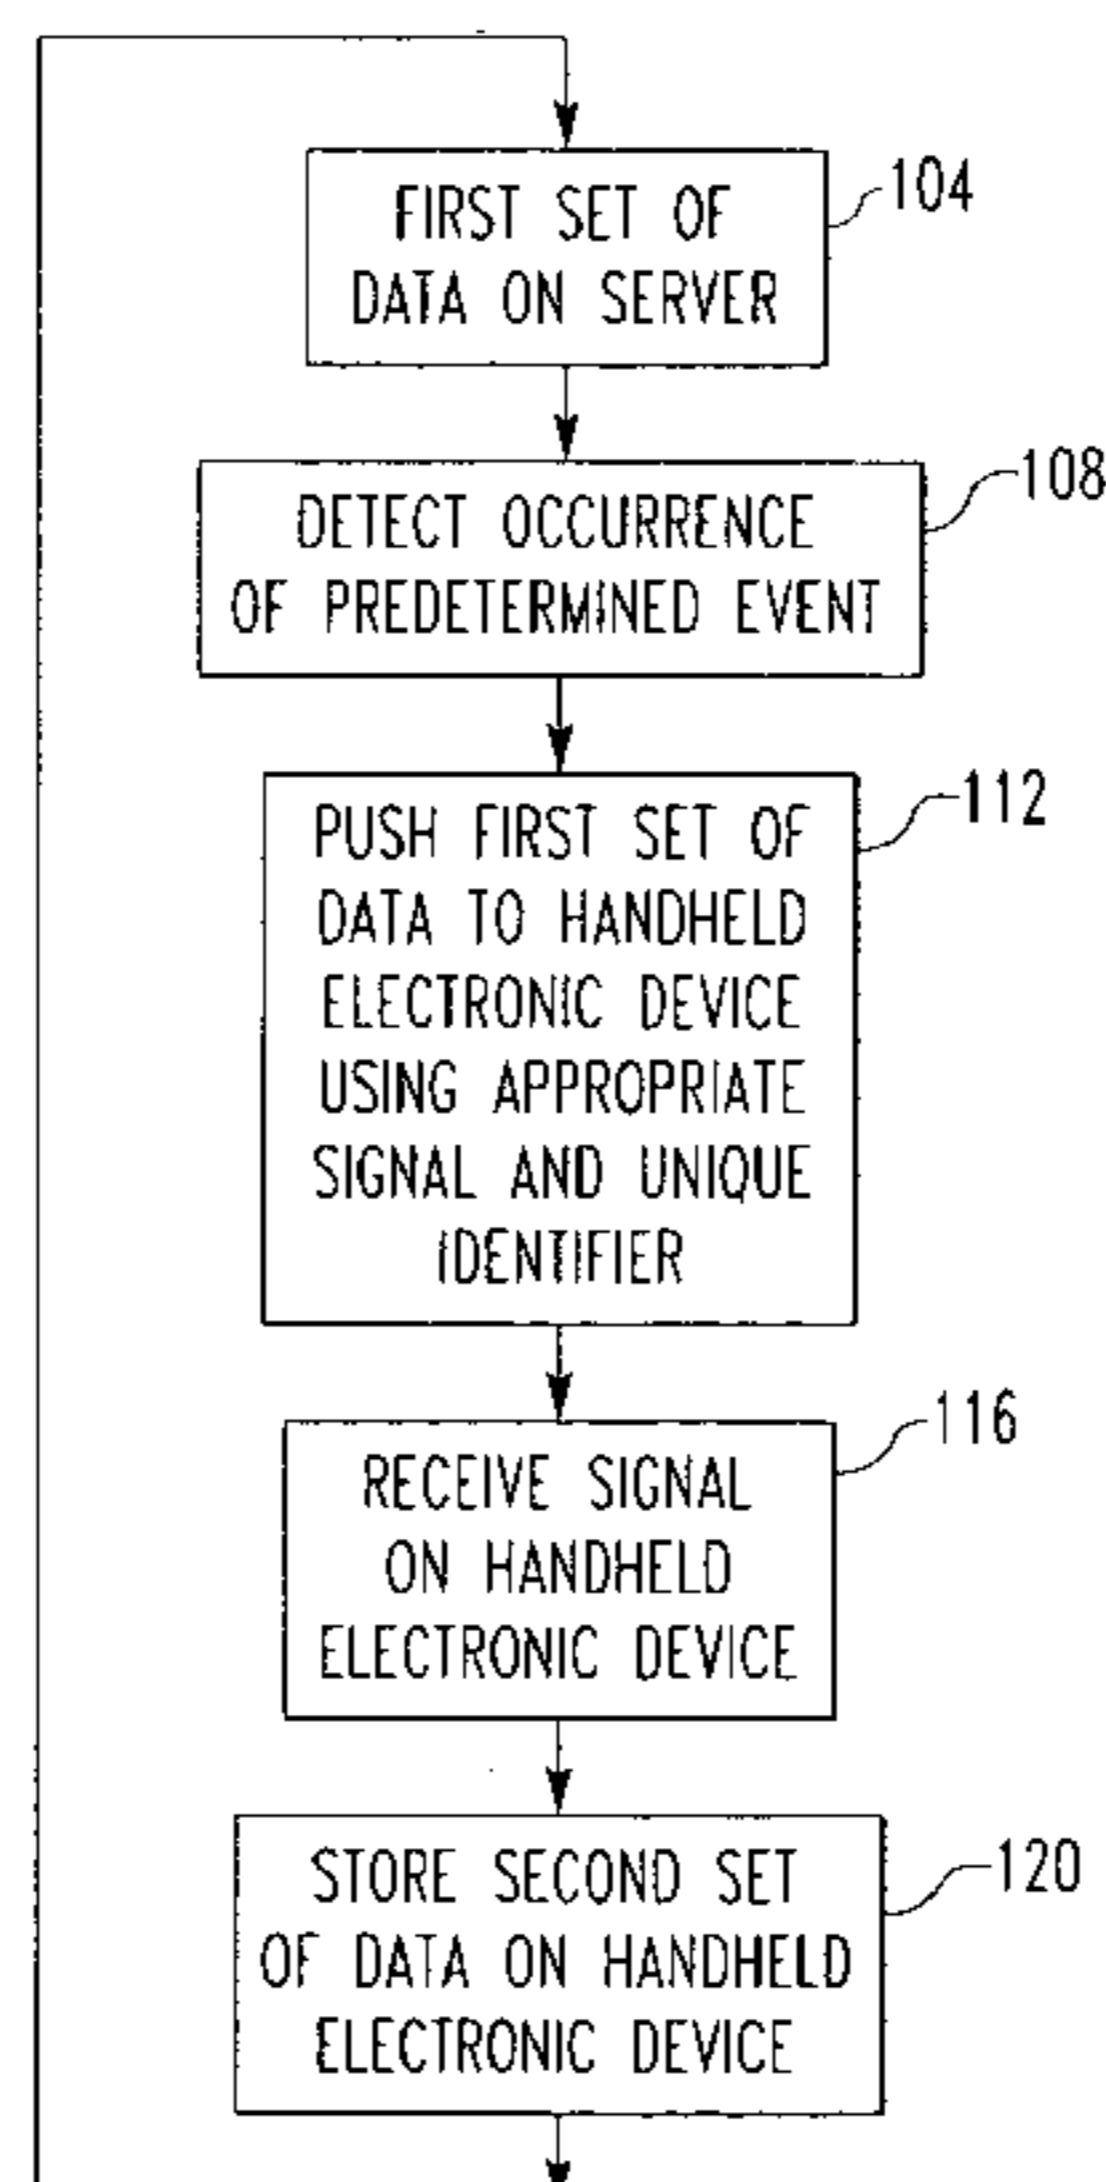 104
FIRST SET OF
DATA ON SERVER
108
DETECT OCCURRENCE
OF PREDETERMINED EVENT
112
PUSH FIRST SET OF
DATA TO HANDHELD
ELECTRONIC DEVICE
USING APPROPRIATE
SIGNAL AND UNIQUE
IDENTIFIER
116
RECEIVE SIGNAL
ON HANDHELD
ELECTRONIC DEVICE
120
STORE SECOND SET
OF DATA ON HANDHELD
ELECTRONIC DEVICE